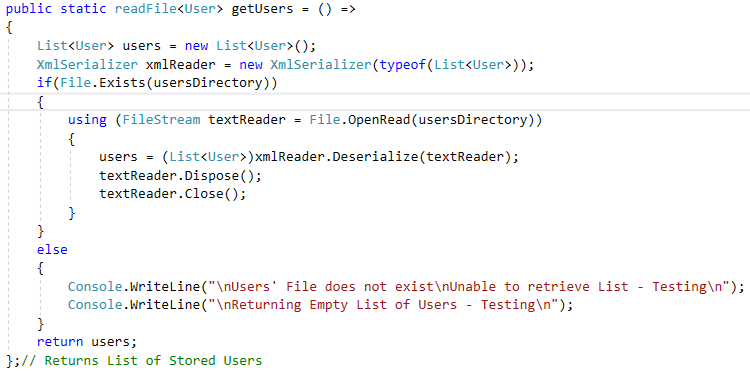 public static readFile<User> getUsers = () =>
{
    List<User> users = new List<User>();
    XmlSerializer xmlReader = new XmlSerializer(typeof(List<User>));
    if(File.Exists(usersDirectory))
    {
        using (FileStream textReader = File.OpenRead(usersDirectory))
        {
            users = (List<User>)xmlReader.Deserialize(textReader);
            textReader.Dispose();
            textReader.Close();
        }
    }
    else
    {
        Console.WriteLine("\nUsers' File does not exist\nUnable to retrieve List - Testing\n");
        Console.WriteLine("\nReturning Empty List of Users - Testing\n");
    }
    return users;
};// Returns List of Stored Users